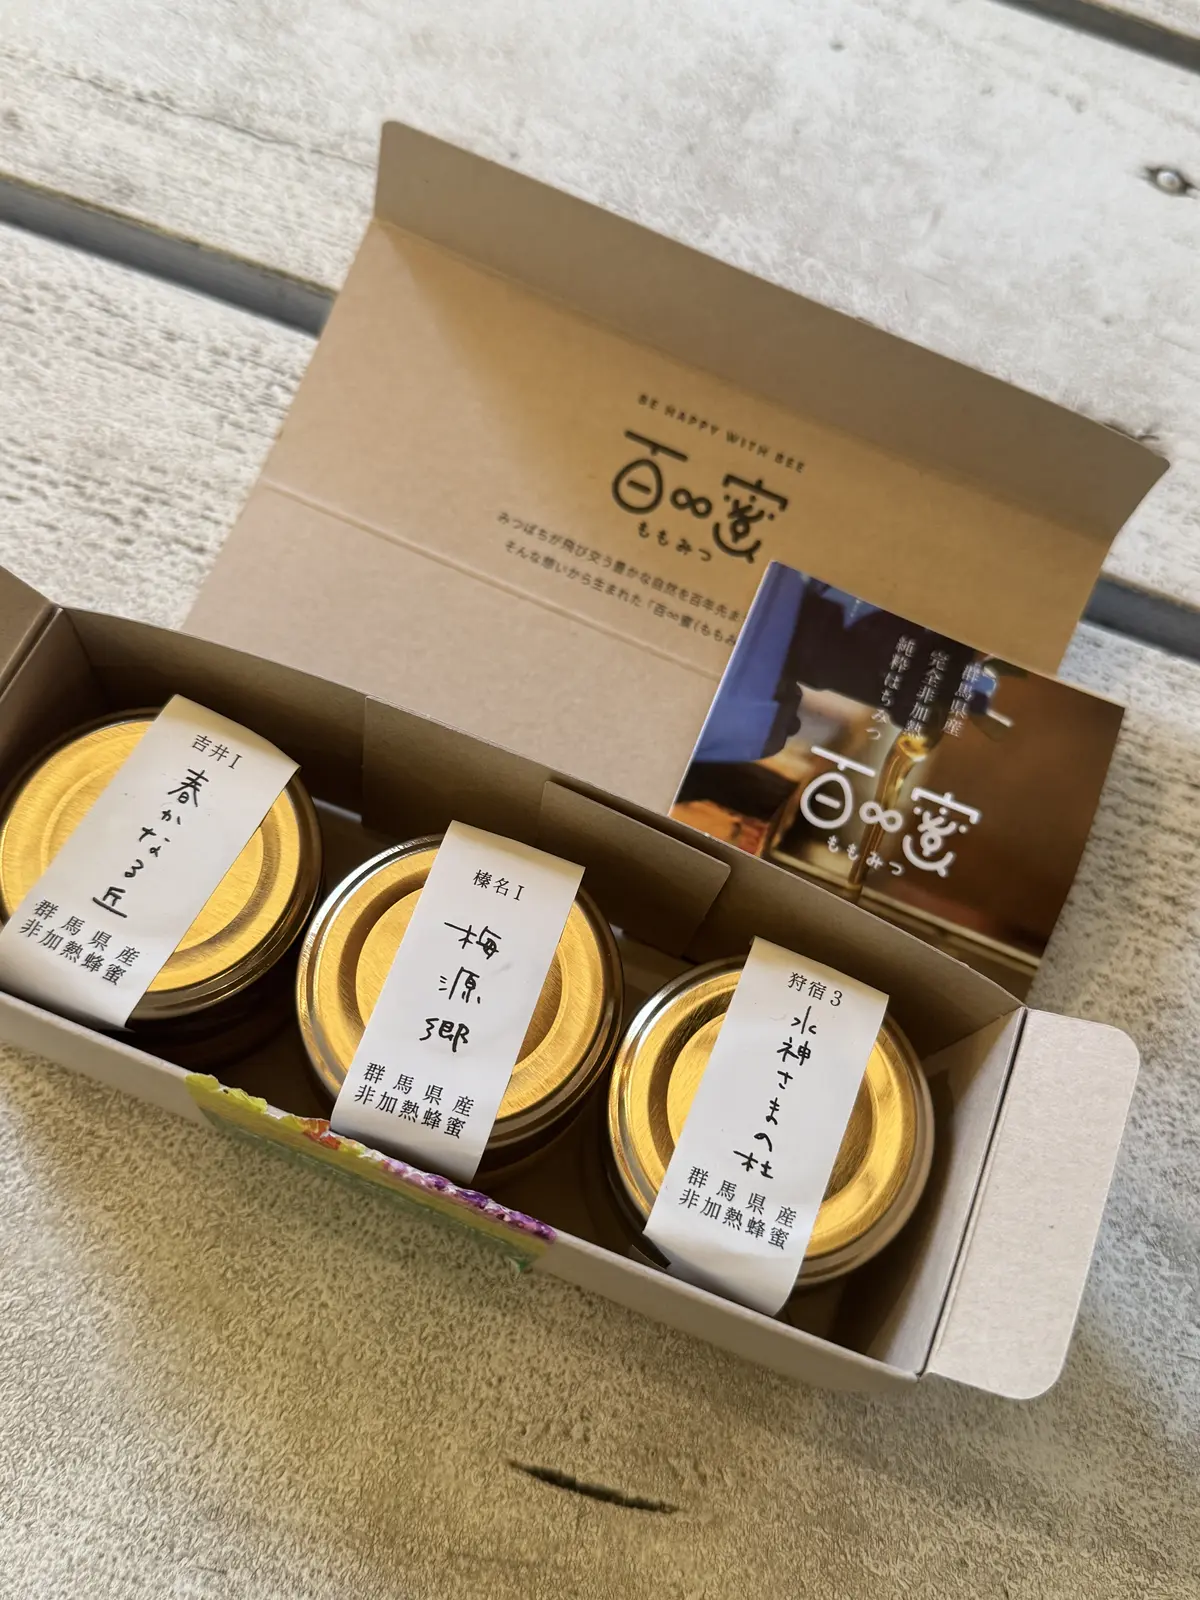 BE HAPPY WITH BEE
百∞蜜
ももみつ
みつばちが飛び交う豊かな自然を百年先ま
そんな想いから生まれた「百∞蜜(ももみ
群馬県産
完全非加熱
純粋はちみつ
百∞蜜
ももみつ
吉井1
春かなる丘
群馬県産
非加熱蜂蜜
榛名1
梅源郷
群馬県産
非加熱蜂蜜
狩宿3
水神さまの杜
群馬県産
非加熱蜂蜜